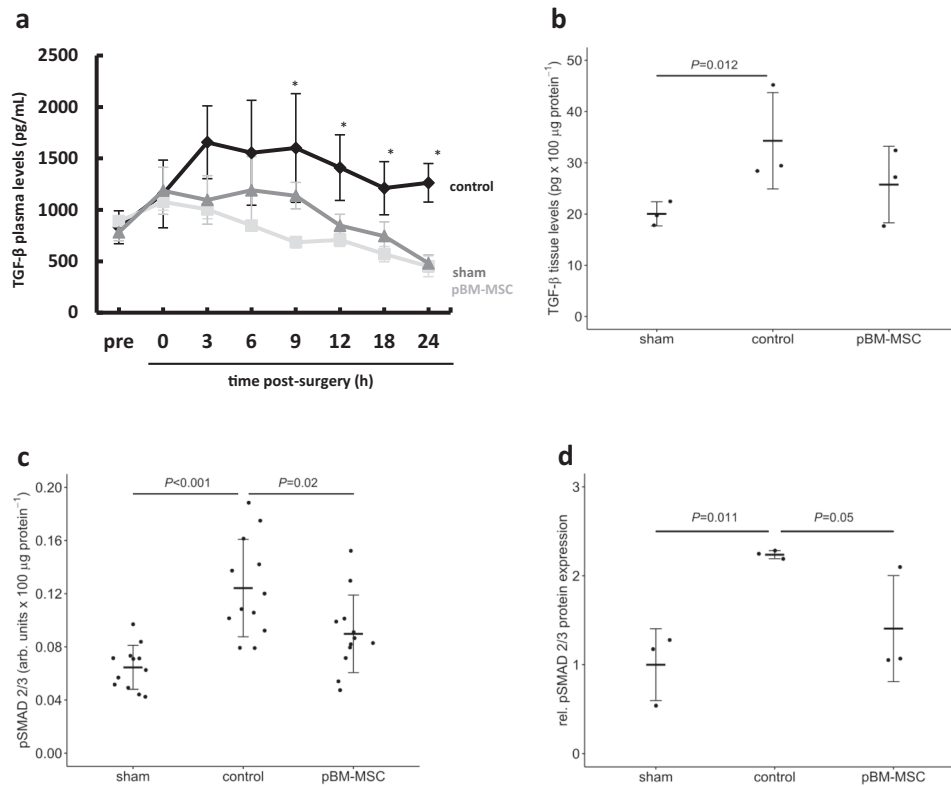 a
TGF-β plasma levels (pg/mL)
2500
2000
1500
1000
500
0
* * * *
control
sham
pBM-MSC
pre 0 3 6 9 12 18 24
time post-surgery (h)
b
TGF-β tissue levels (pg x 100 µg protein⁻¹)
50
40
30
20
10
0
P=0.012
sham control pBM-MSC
c
pSMAD 2/3 (arb. units x 100 µg protein⁻¹)
0.20
0.16
0.12
0.08
0.04
0.00
P<0.001 P=0.02
sham control pBM-MSC
d
rel. pSMAD 2/3 protein expression
3
2
1
0
P=0.011 P=0.05
sham control pBM-MSC